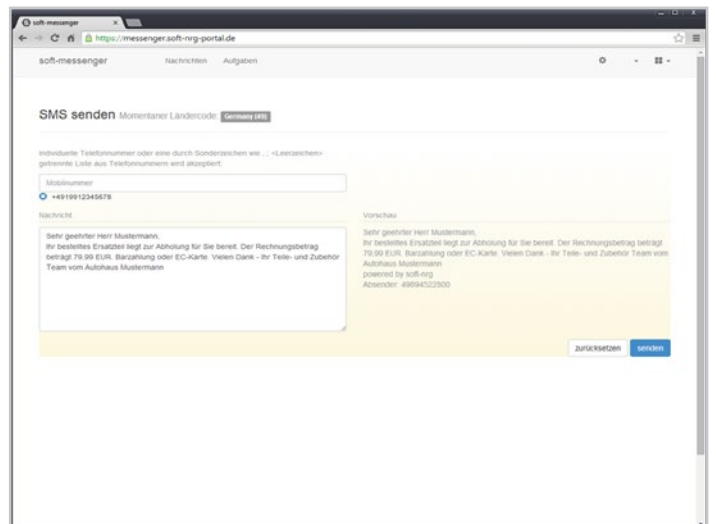 soft-messenger
https://messenger.soft-nrg-portal.de
soft-messenger Nachrichten Aufgaben
SMS senden Momentaner Ländercode: Germany (49)
Individuelle Telefonnummer oder eine durch Sonderzeichen wie , ; <Leerzeichen>
getrennte Liste aus Telefonnummern wird akzeptiert.
Mobilnummer
+4919912345678
Nachricht
Sehr geehrter Herr Mustermann,
Ihr bestelltes Ersatzteil liegt zur Abholung für Sie bereit. Der Rechnungsbetrag
beträgt 79,99 EUR. Barzahlung oder EC-Karte. Vielen Dank - Ihr Teile- und Zubehör
Team vom Autohaus Mustermann
Vorschau
Sehr geehrter Herr Mustermann,
Ihr bestelltes Ersatzteil liegt zur Abholung für Sie bereit. Der Rechnungsbetrag beträgt
79,99 EUR. Barzahlung oder EC-Karte. Vielen Dank - Ihr Teile- und Zubehör Team vom
Autohaus Mustermann
powered by soft-nrg
Absender: 49894522800
zurücksetzen senden